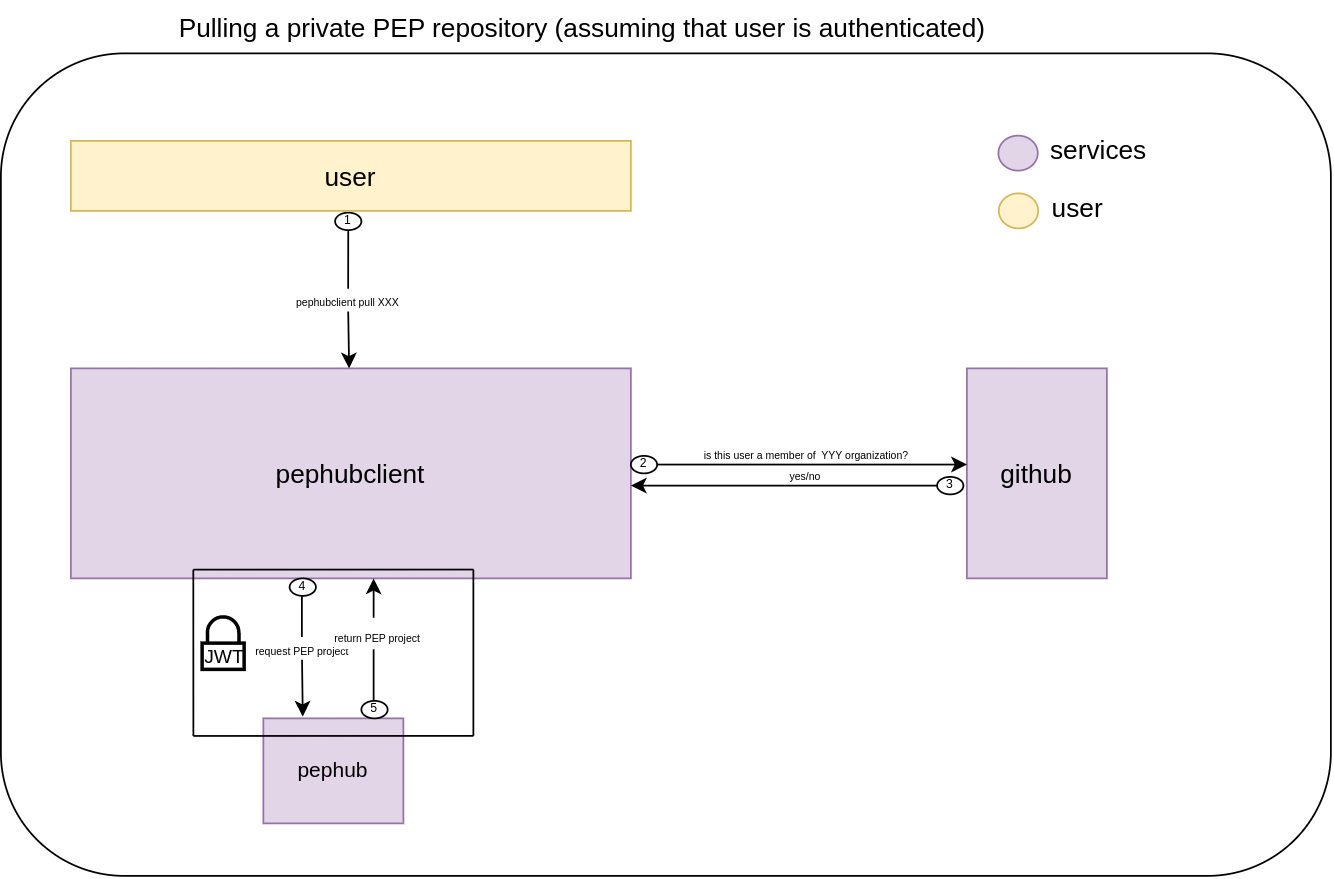 Pulling a private PEP repository (assuming that user is authenticated)
user
services
user
1
pephubclient pull XXX
pephubclient
2
is this user a member of  YYY organization?
yes/no
3
github
4
return PEP project
request PEP project
JWT
5
pephub